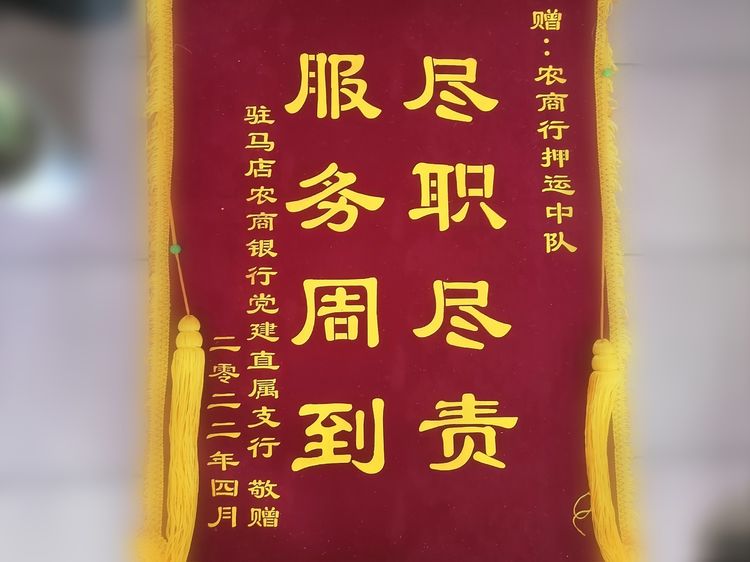 赠：农商行押运中队
尽职尽责
服务周到
驻马店农商银行党建直属支行 敬赠
二零二二年四月